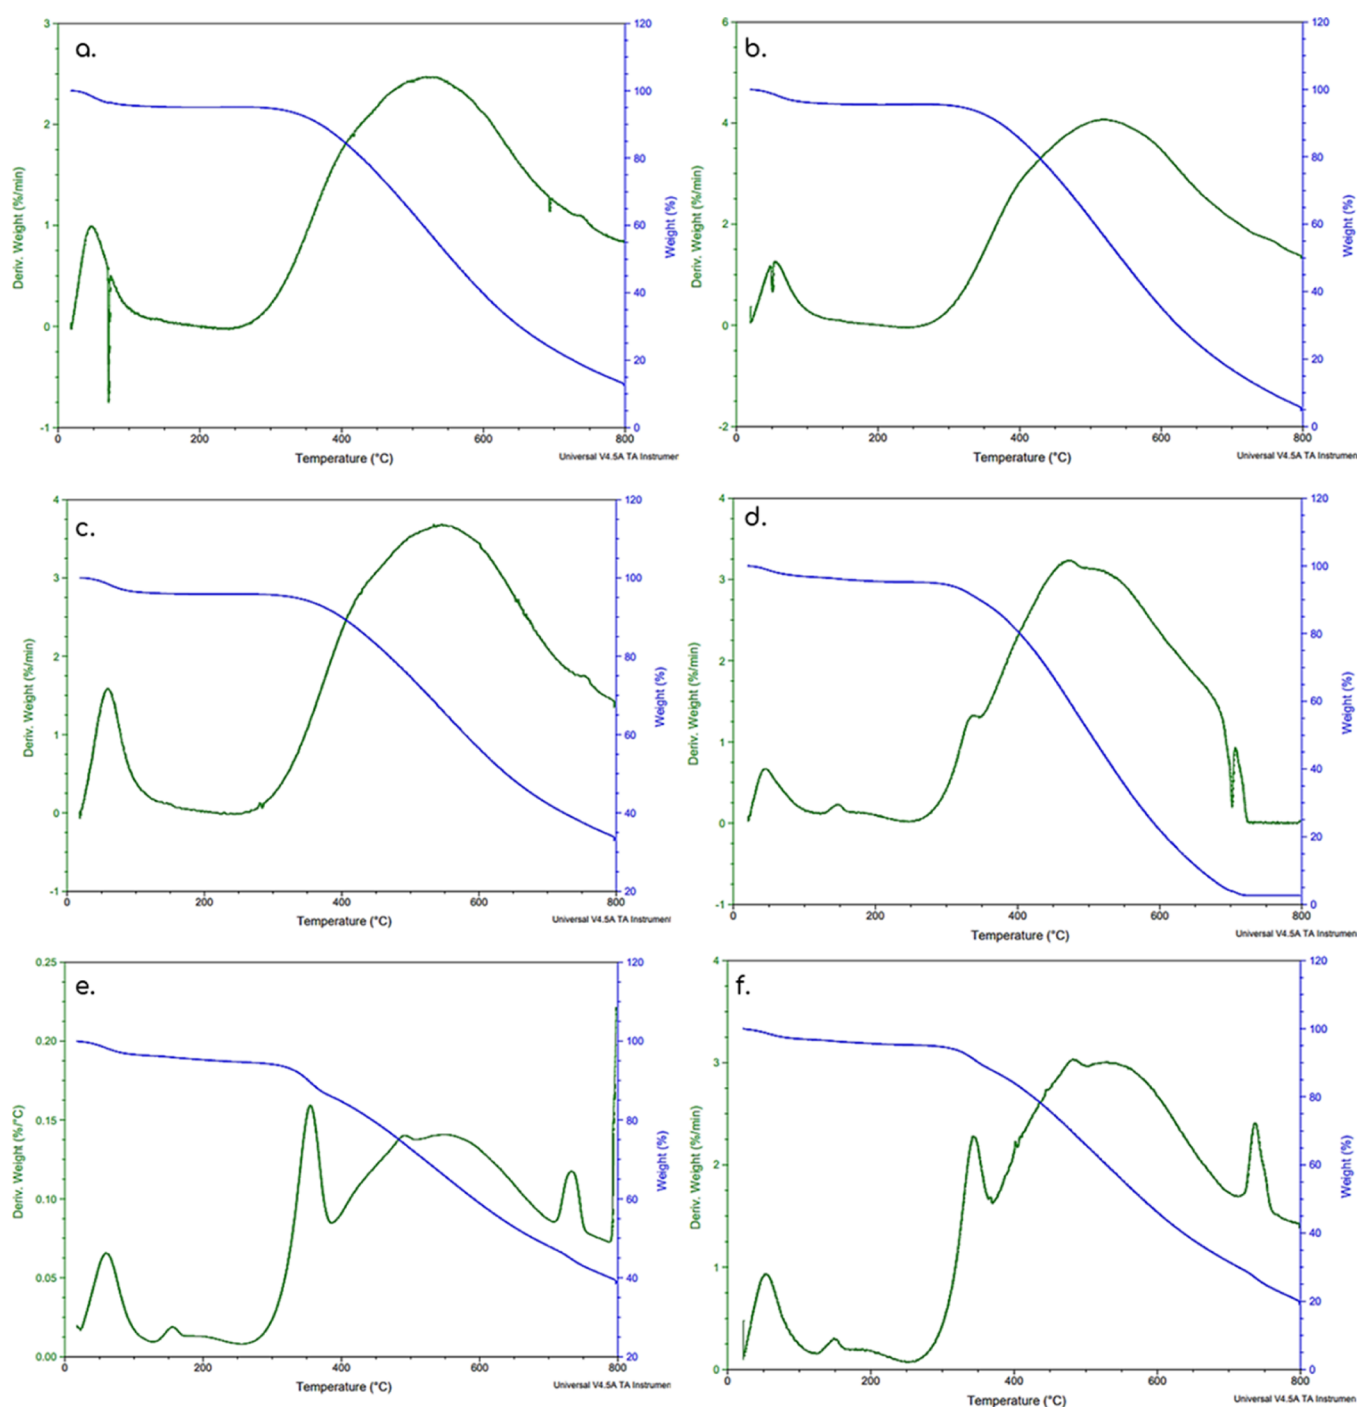 a.
3
2
1
0
-1
Deriv. Weight (%/min)
120
100
80
60
40
20
0
Weight (%)
0 200 400 600 800
Temperature (°C)
Universal V4.5A TA Instrumer
b.
6
4
2
0
-2
Deriv. Weight (%/min)
120
100
80
60
40
20
0
Weight (%)
0 200 400 600 800
Temperature (°C)
Universal V4.5A TA Instrumen
c.
4
3
2
1
0
-1
Deriv. Weight (%/min)
120
100
80
60
40
20
Weight (%)
0 200 400 600 800
Temperature (°C)
Universal V4.5A TA Instrumen
d.
4
3
2
1
0
-1
Deriv. Weight (%/min)
120
100
80
60
40
20
0
Weight (%)
0 200 400 600 800
Temperature (°C)
Universal V4.5A TA Instrumen
e.
0.25
0.20
0.15
0.10
0.05
0.00
Deriv. Weight (%/°C)
120
100
80
60
40
20
Weight (%)
0 200 400 600 800
Temperature (°C)
Universal V4.5A TA Instrumen
f.
4
3
2
1
0
Deriv. Weight (%/min)
120
100
80
60
40
20
0
Weight (%)
0 200 400 600 800
Temperature (°C)
Universal V4.5A TA Instrumen